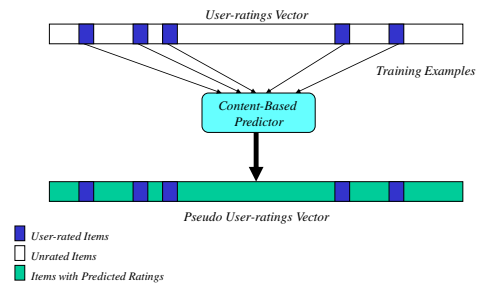 User-ratings Vector
Training Examples
Content-Based
Predictor
Pseudo User-ratings Vector
User-rated Items
Unrated Items
Items with Predicted Ratings